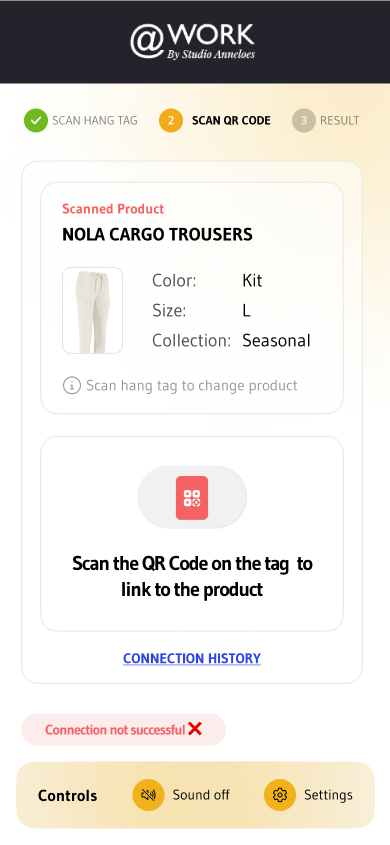 @WORK
By Studio Anneloes
SCAN HANG TAG 2 SCAN QR CODE 3 RESULT
Scanned Product
NOLA CARGO TROUSERS
Color: Kit
Size: L
Collection: Seasonal
Scan hang tag to change product
Scan the QR Code on the tag to
link to the product
CONNECTION HISTORY
Connection not successful ❌
Controls Sound off Settings